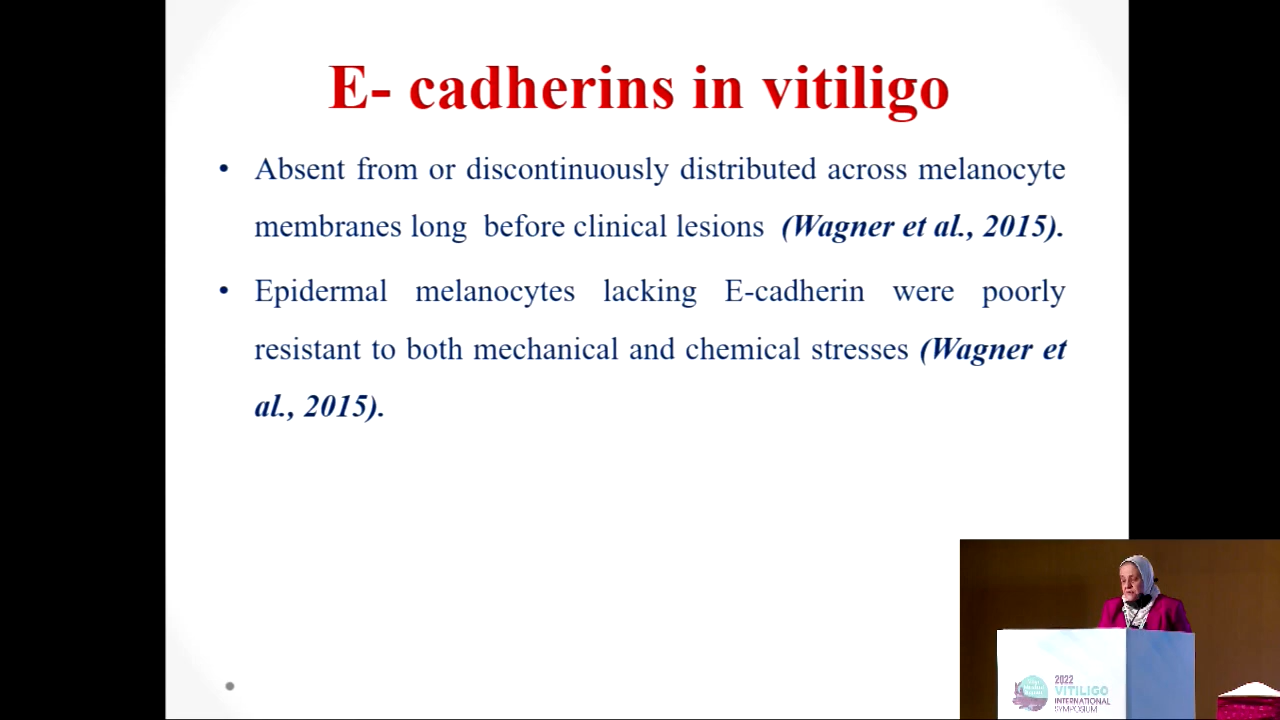 E- cadherins in vitiligo
• Absent from or discontinuously distributed across melanocyte
membranes long before clinical lesions (Wagner et al., 2015).
• Epidermal melanocytes lacking E-cadherin were poorly
resistant to both mechanical and chemical stresses (Wagner et
al., 2015).
2022
VITILIGO
INTERNATIONAL
SYMPOSIUM